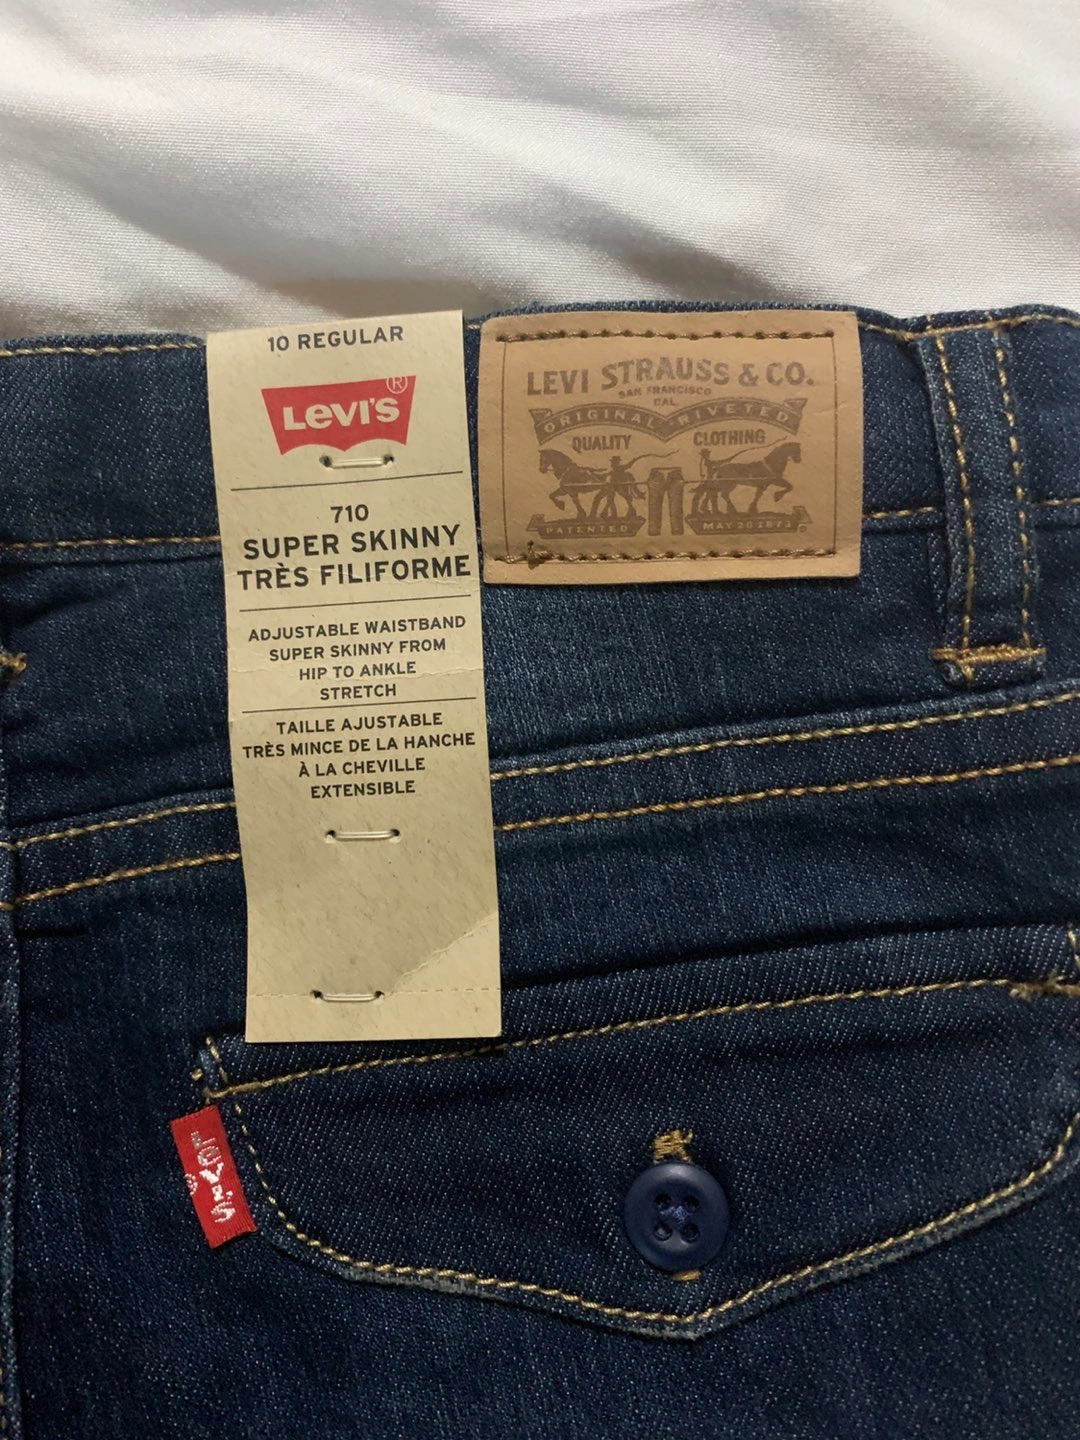 10 REGULAR
LEVI'S®
710
SUPER SKINNY
TRÈS FILIFORME
ADJUSTABLE WAISTBAND
SUPER SKINNY FROM
HIP TO ANKLE
STRETCH
TAILLE AJUSTABLE
TRÈS MINCE DE LA HANCHE
À LA CHEVILLE
EXTENSIBLE
LEVI STRAUSS & CO.
SAN FRANCISCO
CAL.
ORIGINAL RIVETED
QUALITY CLOTHING
PATENTED MAY 20 1873
LEVI'S®